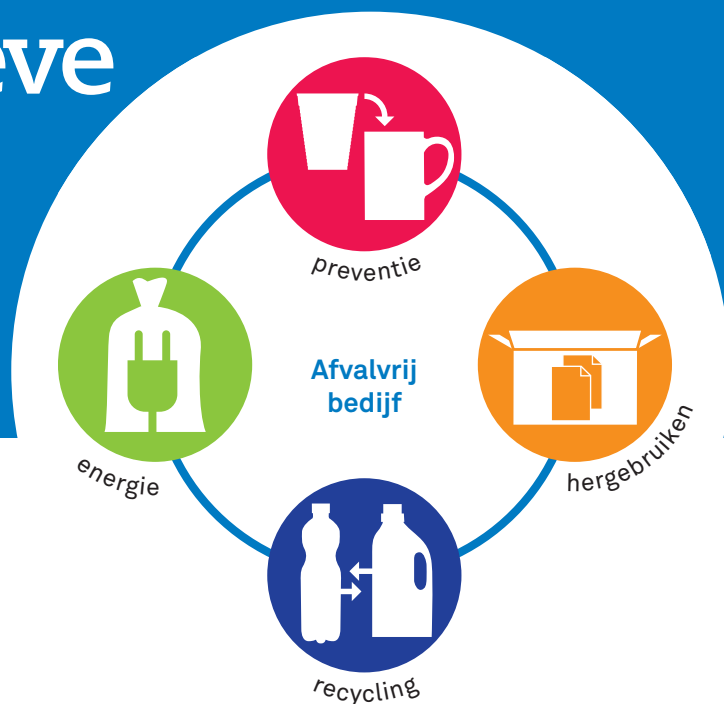 eve
preventie
Afvalvrij
bedijf
energie
hergebruiken
recycling